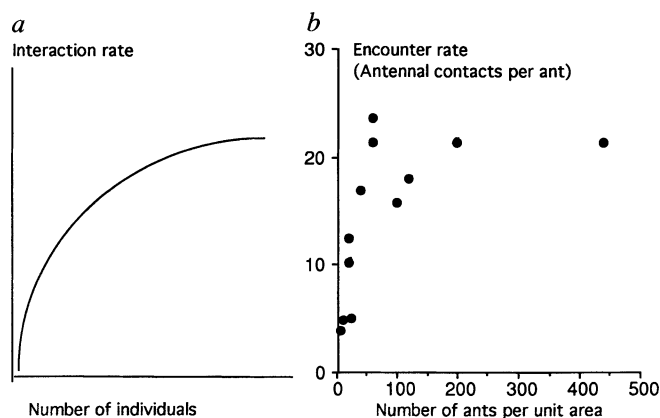 a
Interaction rate
Number of individuals
b
30
Encounter rate
(Antennal contacts per ant)
20
10
0
0 100 200 300 400 500
Number of ants per unit area